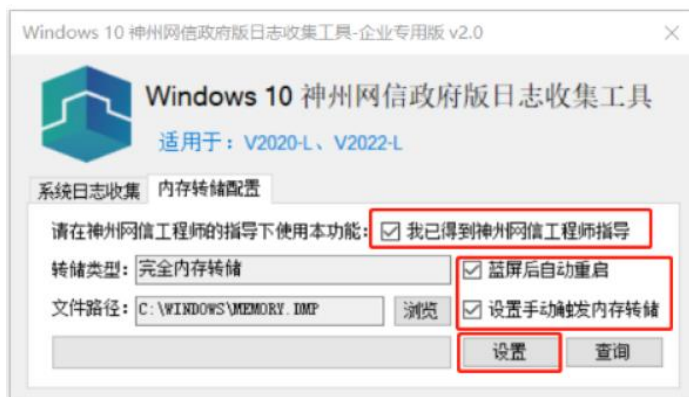 Windows 10 神州网信政府版日志收集工具-企业专用版 v2.0
Windows 10 神州网信政府版日志收集工具
适用于：V2020-L、V2022-L
系统日志收集 内存转储配置
请在神州网信工程师的指导下使用本功能： 我已得到神州网信工程师指导
转储类型： 完全内存转储 蓝屏后自动重启
文件路径： C:\WINDOWS\MEMORY.DMP 浏览 设置手动触发内存转储
设置 查询